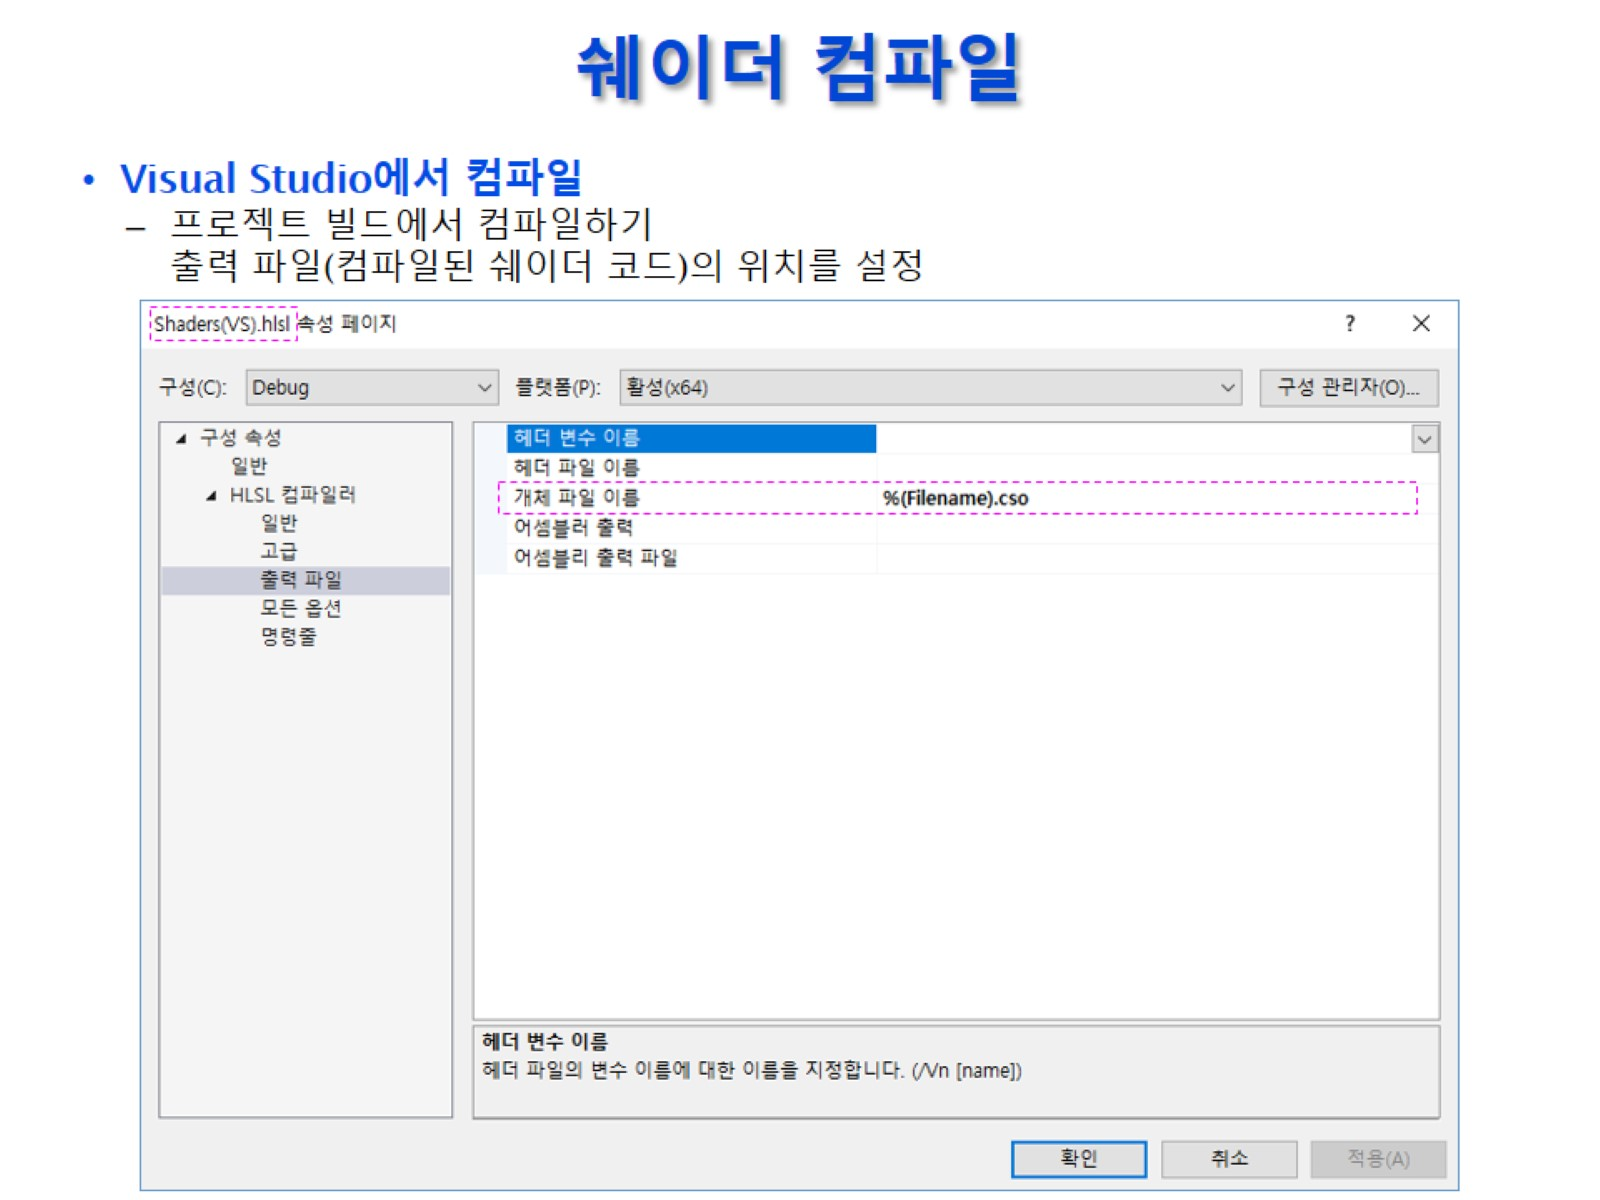 쉐이더 컴파일
• Visual Studio에서 컴파일
– 프로젝트 빌드에서 컴파일하기
출력 파일(컴파일된 쉐이더 코드)의 위치를 설정
Shaders(VS).hlsl 속성 페이지 ?
구성(C): Debug 플랫폼(P): 활성(x64) 구성 관리자(O)...
구성 속성
일반
HLSL 컴파일러
일반
고급
출력 파일
모든 옵션
명령줄
헤더 변수 이름
헤더 파일 이름
개체 파일 이름 %(Filename).cso
어셈블러 출력
어셈블리 출력 파일
헤더 변수 이름
헤더 파일의 변수 이름에 대한 이름을 지정합니다. (/Vn [name])
확인 취소 적용(A)